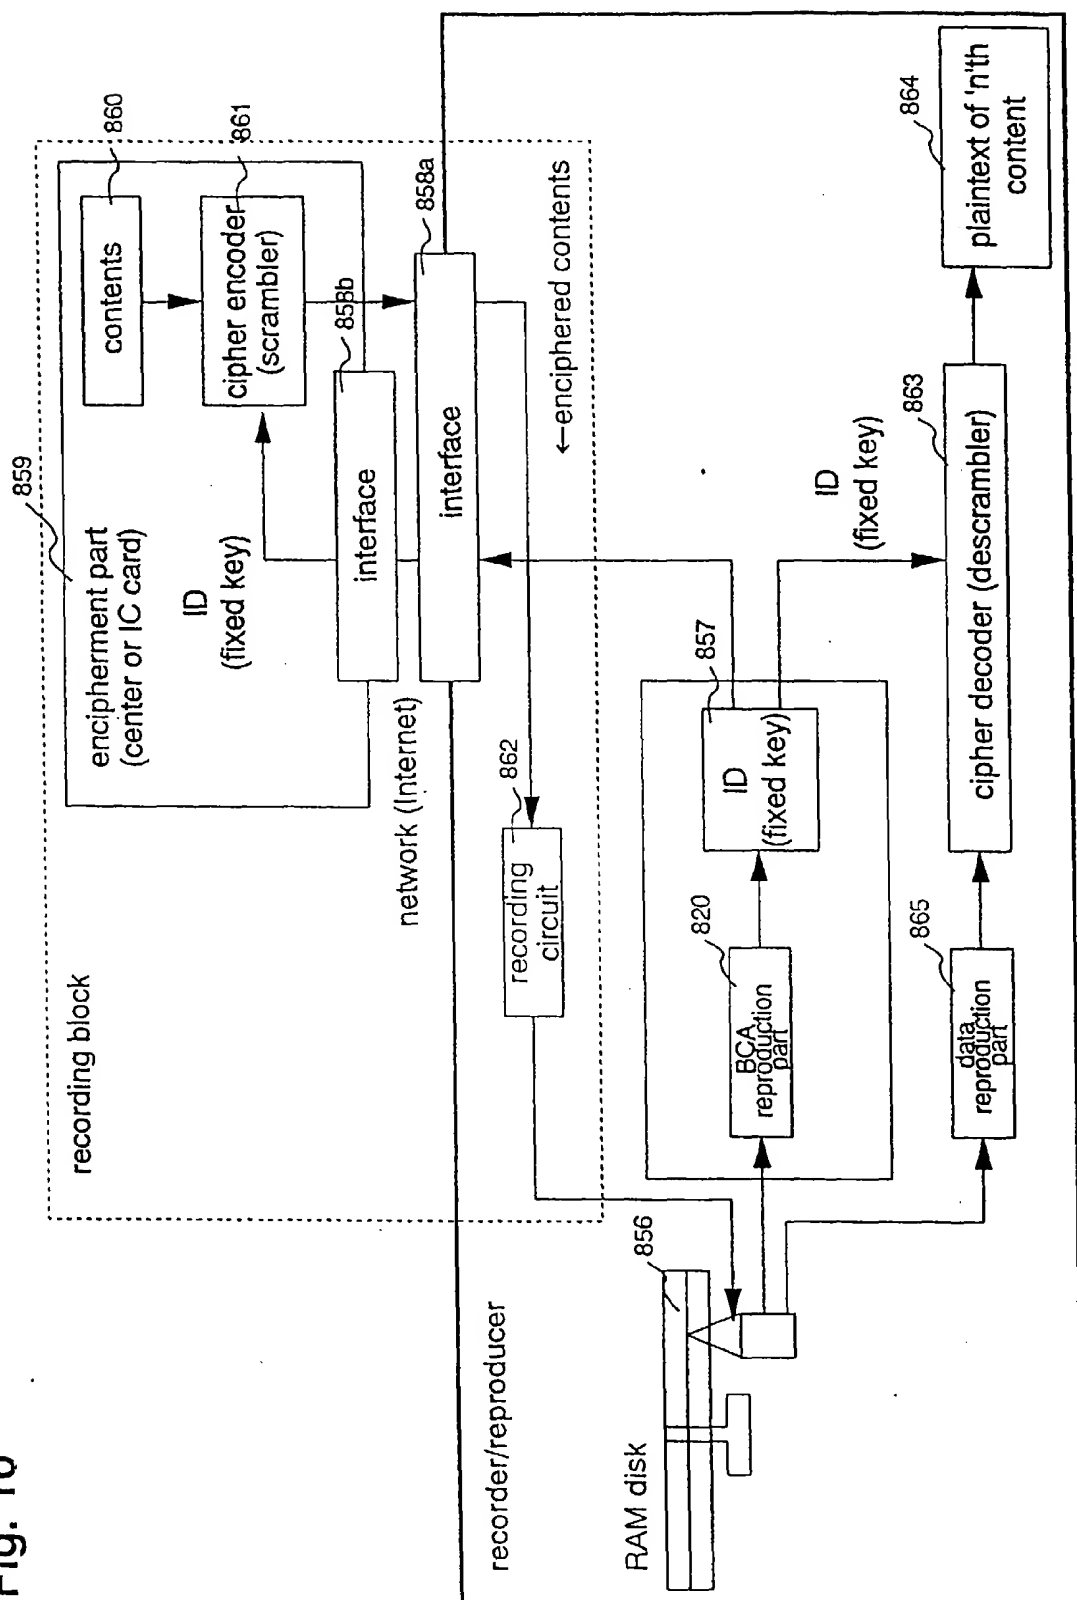 Fig.
recording block
859
encipherment part
(center or IC card)
860
contents
861
cipher encoder
(scrambler)
ID
(fixed key)
858b
interface
network (Internet)
858a
interface
862
recording
circuit
←enciphered contents
recorder/reproducer
RAM disk
856
820
BCA
reproduction
part
857
ID
(fixed key)
ID
(fixed key)
865
data
reproduction
part
863
cipher decoder (descrambler)
864
plaintext of 'n'th
content